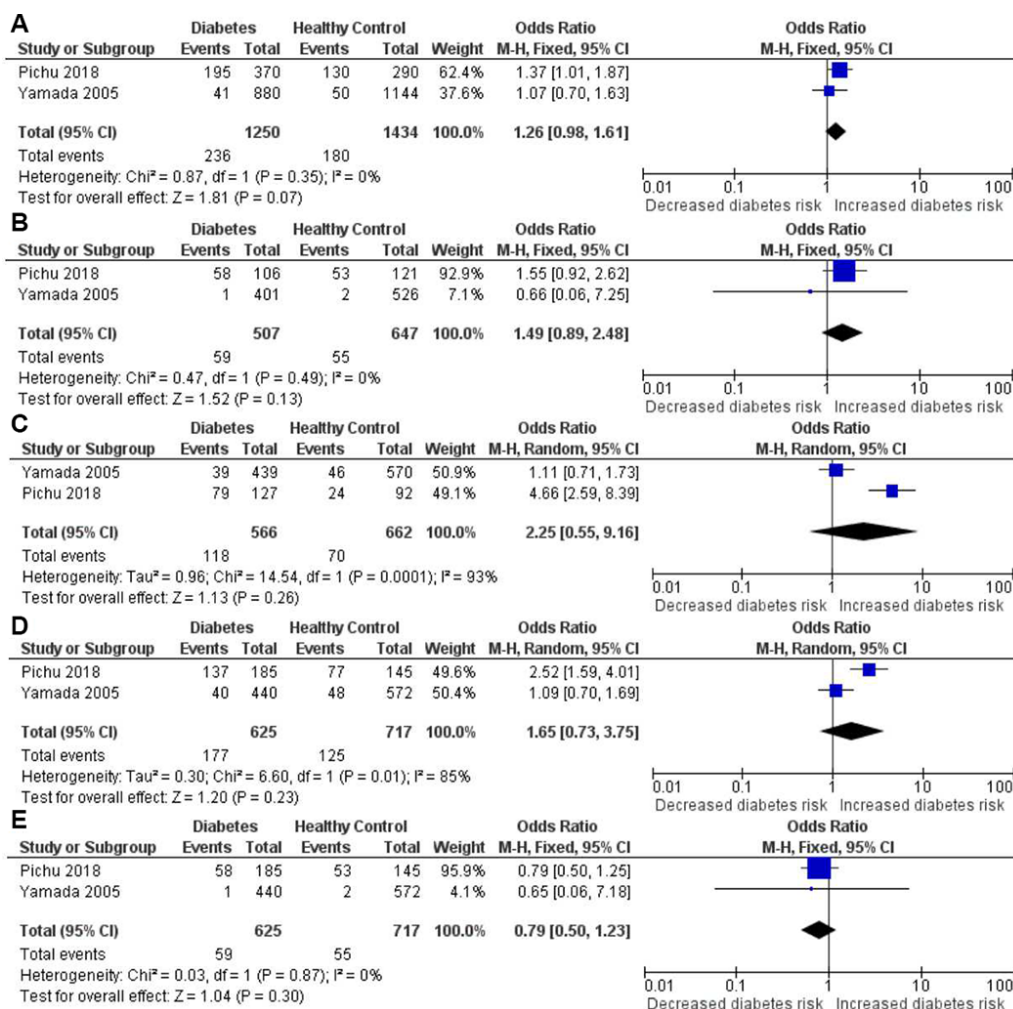 A
Diabetes Healthy Control Odds Ratio Odds Ratio
Study or Subgroup Events Total Events Total Weight M-H, Fixed, 95% CI M-H, Fixed, 95% CI
Pichu 2018 195 370 130 290 62.4% 1.37 [1.01, 1.87]
Yamada 2005 41 880 50 1144 37.6% 1.07 [0.70, 1.63]
Total (95% CI) 1250 1434 100.0% 1.26 [0.98, 1.61]
Total events 236 180
Heterogeneity: Chi² = 0.87, df = 1 (P = 0.35); I² = 0%
Test for overall effect: Z = 1.81 (P = 0.07)
0.01 0.1 1 10 100
Decreased diabetes risk Increased diabetes risk
B
Diabetes Healthy Control Odds Ratio Odds Ratio
Study or Subgroup Events Total Events Total Weight M-H, Fixed, 95% CI M-H, Fixed, 95% CI
Pichu 2018 58 106 53 121 92.9% 1.55 [0.92, 2.62]
Yamada 2005 1 401 2 526 7.1% 0.66 [0.06, 7.25]
Total (95% CI) 507 647 100.0% 1.49 [0.89, 2.48]
Total events 59 55
Heterogeneity: Chi² = 0.47, df = 1 (P = 0.49); I² = 0%
Test for overall effect: Z = 1.52 (P = 0.13)
0.01 0.1 1 10 100
Decreased diabetes risk Increased diabetes risk
C
Diabetes Healthy Control Odds Ratio Odds Ratio
Study or Subgroup Events Total Events Total Weight M-H, Random, 95% CI M-H, Random, 95% CI
Yamada 2005 39 439 46 570 50.9% 1.11 [0.71, 1.73]
Pichu 2018 79 127 24 92 49.1% 4.66 [2.59, 8.39]
Total (95% CI) 566 662 100.0% 2.25 [0.55, 9.16]
Total events 118 70
Heterogeneity: Tau² = 0.96; Chi² = 14.54, df = 1 (P = 0.0001); I² = 93%
Test for overall effect: Z = 1.13 (P = 0.26)
0.01 0.1 1 10 100
Decreased diabetes risk Increased diabetes risk
D
Diabetes Healthy Control Odds Ratio Odds Ratio
Study or Subgroup Events Total Events Total Weight M-H, Random, 95% CI M-H, Random, 95% CI
Pichu 2018 137 185 77 145 49.6% 2.52 [1.59, 4.01]
Yamada 2005 40 440 48 572 50.4% 1.09 [0.70, 1.69]
Total (95% CI) 625 717 100.0% 1.65 [0.73, 3.75]
Total events 177 125
Heterogeneity: Tau² = 0.30; Chi² = 6.60, df = 1 (P = 0.01); I² = 85%
Test for overall effect: Z = 1.20 (P = 0.23)
0.01 0.1 1 10 100
Decreased diabetes risk Increased diabetes risk
E
Diabetes Healthy Control Odds Ratio Odds Ratio
Study or Subgroup Events Total Events Total Weight M-H, Fixed, 95% CI M-H, Fixed, 95% CI
Pichu 2018 58 185 53 145 95.9% 0.79 [0.50, 1.25]
Yamada 2005 1 440 2 572 4.1% 0.65 [0.06, 7.18]
Total (95% CI) 625 717 100.0% 0.79 [0.50, 1.23]
Total events 59 55
Heterogeneity: Chi² = 0.03, df = 1 (P = 0.87); I² = 0%
Test for overall effect: Z = 1.04 (P = 0.30)
0.01 0.1 1 10 100
Decreased diabetes risk Increased diabetes risk